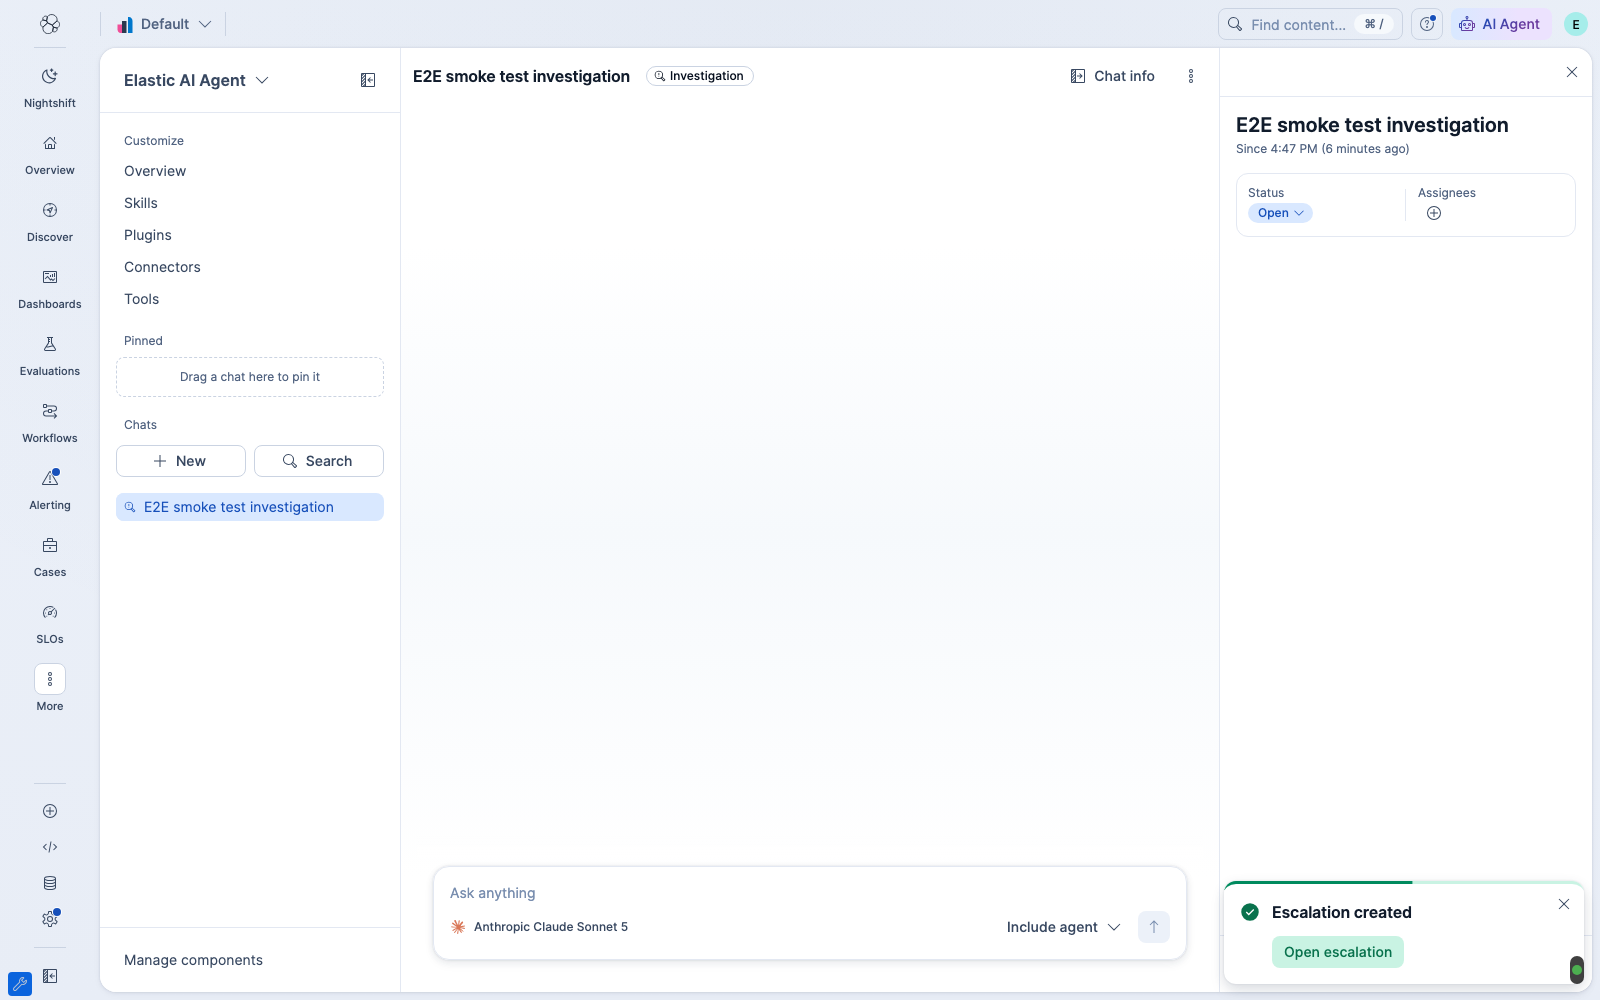 Default
Find content...
⌘ /
AI Agent
E
Nightshift
Overview
Discover
Dashboards
Evaluations
Workflows
Alerting
Cases
SLOs
More
Elastic AI Agent
Customize
Overview
Skills
Plugins
Connectors
Tools
Pinned
Drag a chat here to pin it
Chats
New
Search
E2E smoke test investigation
Manage components
E2E smoke test investigation
Investigation
Chat info
Ask anything
Anthropic Claude Sonnet 5
Include agent
E2E smoke test investigation
Since 4:47 PM (6 minutes ago)
Status
Assignees
Open
Escalation created
Open escalation